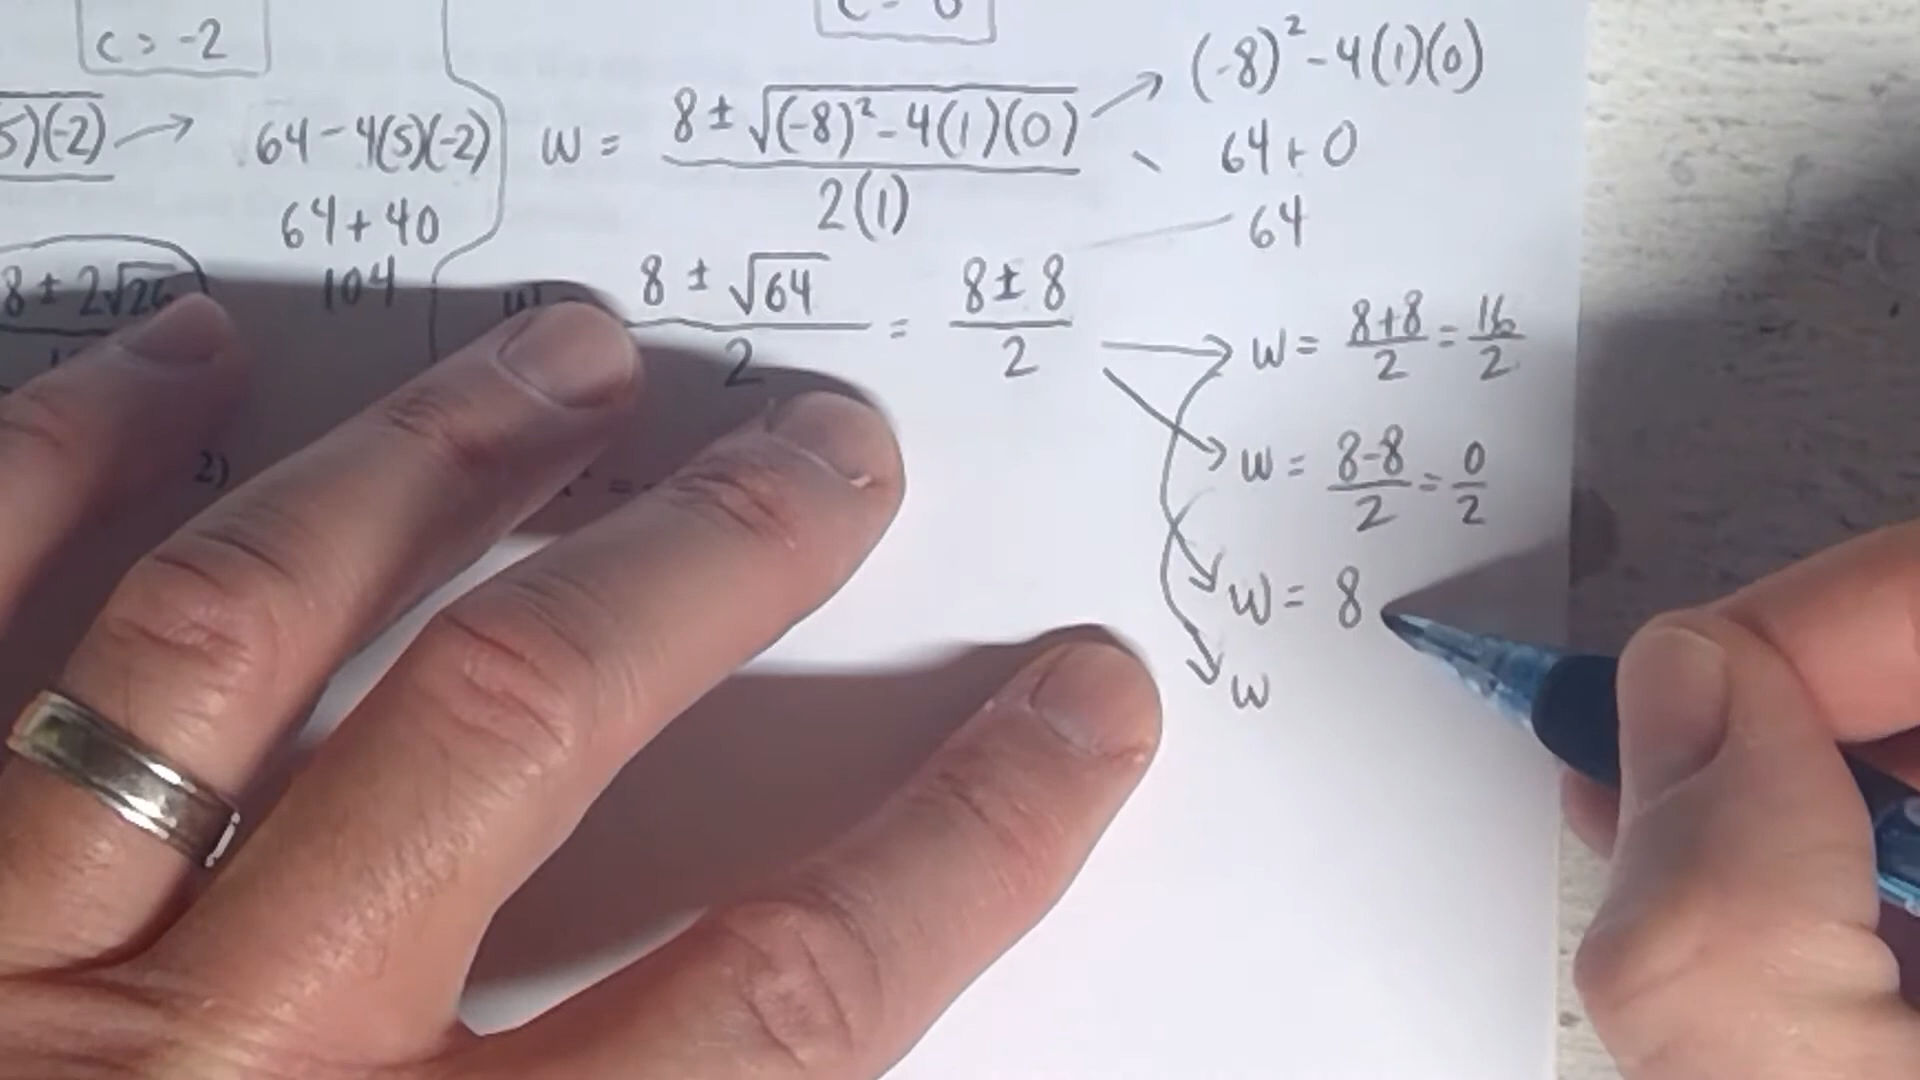 c = -2
5)(-2)
64 - 4(5)(-2)
64 + 40
104
8 ± 2√26
2)
w = 8 ± √(-8)² - 4(1)(0) / 2(1)
8 ± √64 / 2 = 8 ± 8 / 2
(-8)² - 4(1)(0)
64 + 0
64
w = 8+8 / 2 = 16 / 2
w = 8-8 / 2 = 0 / 2
w = 8
w